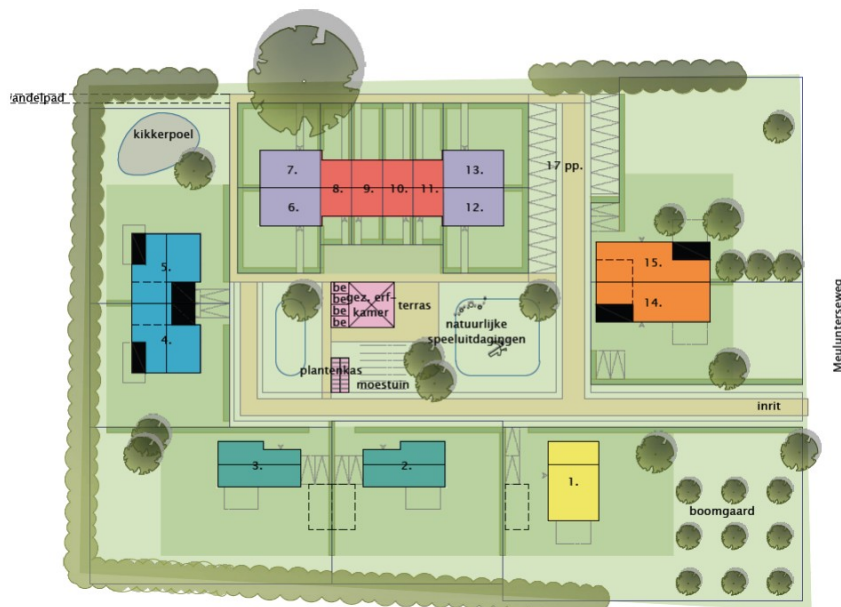 vandelpad
kikkerpoel
7.
13.
17 pp.
8.
9.
10.
11.
6.
12.
5.
15.
be
be
be
be
gez. erf-
kamer
terras
14.
natuurlijke
speeluitdagingen
4.
Meulunterseweg
plantenkas
moestuin
inrit
3.
2.
1.
boomgaard